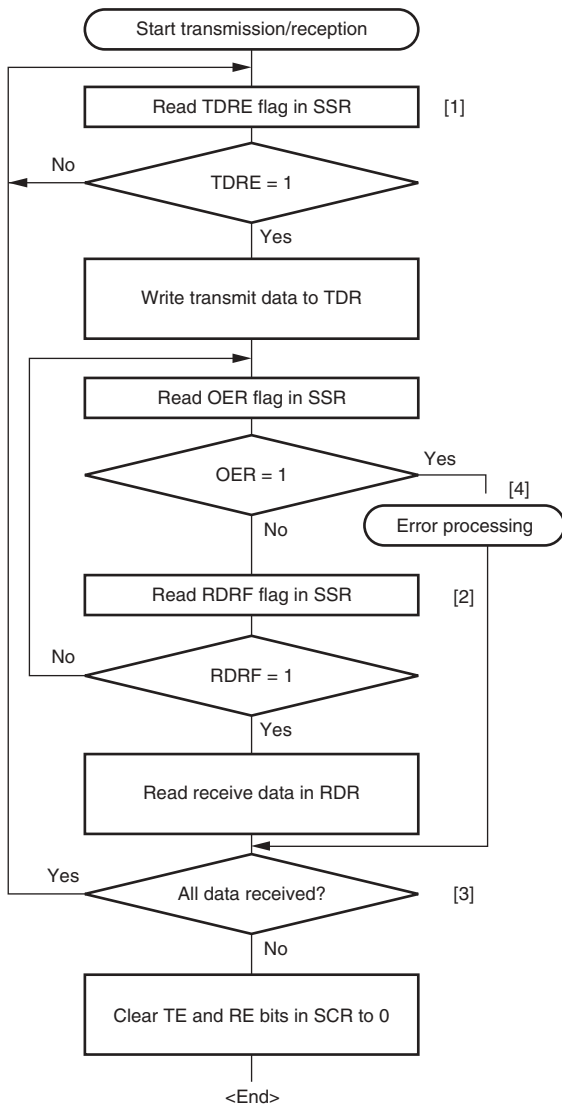 Start transmission/reception
Read TDRE flag in SSR
[1]
No
TDRE = 1
Yes
Write transmit data to TDR
Read OER flag in SSR
OER = 1
Yes
[4]
Error processing
No
Read RDRF flag in SSR
[2]
No
RDRF = 1
Yes
Read receive data in RDR
Yes
All data received?
[3]
No
Clear TE and RE bits in SCR to 0
<End>